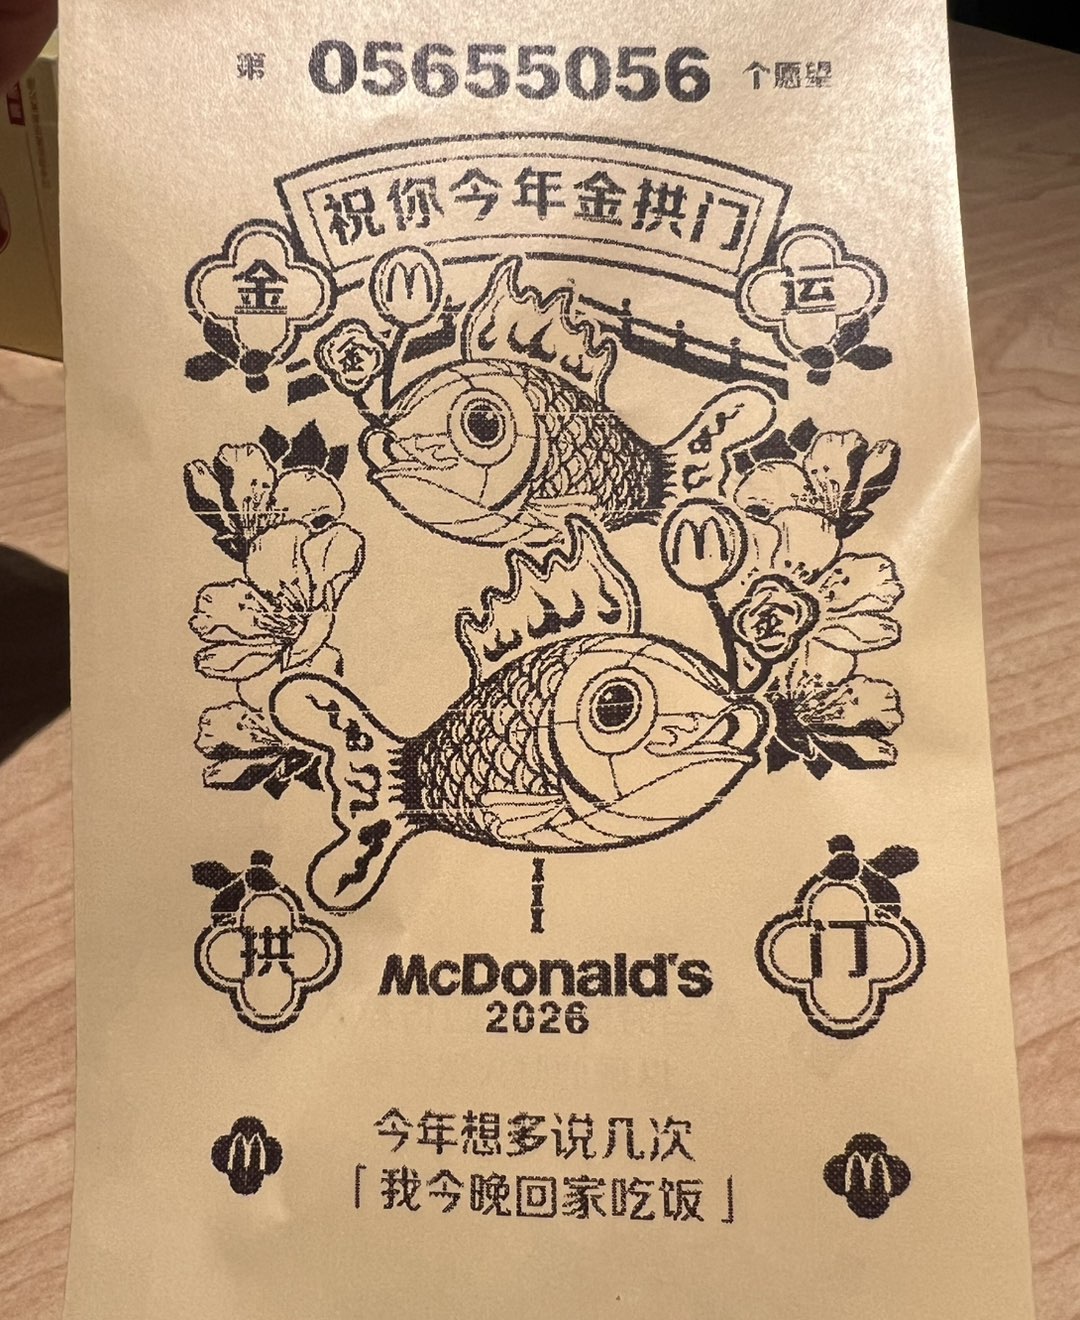 第 05655056 个愿望
祝你今年金拱门
金 运
金
金
拱 门
McDonald's
2026
今年想多说几次
「我今晚回家吃饭」